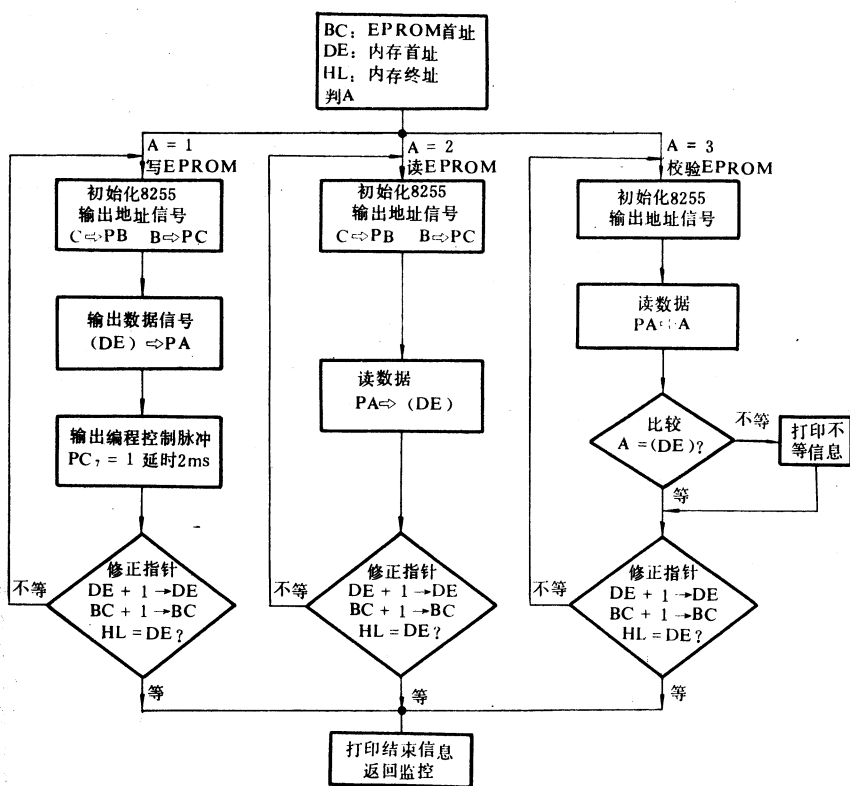 BC：EPROM首址
DE：内存首址
HL：内存终址
判A
A = 1
写EPROM
初始化8255
输出地址信号
C⇨PB B⇨PC
输出数据信号
(DE) ⇨PA
输出编程控制脉冲
PC₇ = 1 延时2ms
不等
修正指针
DE + 1→DE
BC + 1→BC
HL = DE？
等
A = 2
读EPROM
初始化8255
输出地址信号
C⇨PB B⇨PC
读数据
PA⇨ (DE)
不等
修正指针
DE + 1→DE
BC + 1→BC
HL = DE？
等
A = 3
校验EPROM
初始化8255
输出地址信号
读数据
PA A
比较
A = (DE)？
不等
打印不
等信息
等
不等
修正指针
DE + 1→DE
BC + 1→BC
HL = DE？
等
打印结束信息
返回监控